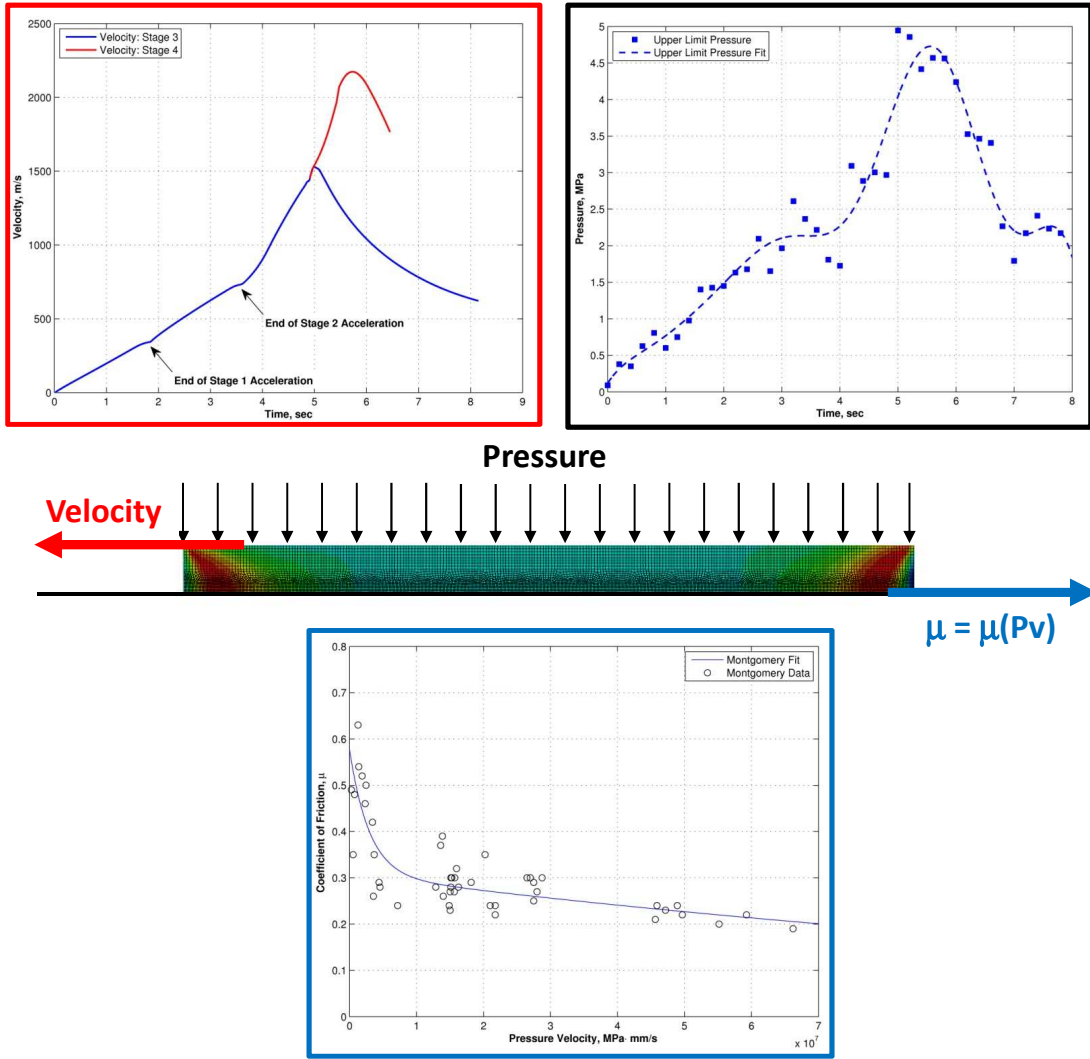 Velocity: Stage 3
Velocity: Stage 4
2500
2000
1500
1000
500
0
Velocity, m/s
End of Stage 2 Acceleration
End of Stage 1 Acceleration
0 1 2 3 4 5 6 7 8 9
Time, sec
Upper Limit Pressure
Upper Limit Pressure Fit
5
4.5
4
3.5
3
2.5
2
1.5
1
0.5
0
Pressure, MPa
0 1 2 3 4 5 6 7 8
Time, sec
Pressure
Velocity
μ = μ(Pv)
Montgomery Fit
Montgomery Data
0.8
0.7
0.6
0.5
0.4
0.3
0.2
0.1
0
Coefficient of Friction, μ
0 1 2 3 4 5 6 7
x 10⁷
Pressure Velocity, MPa· mm/s